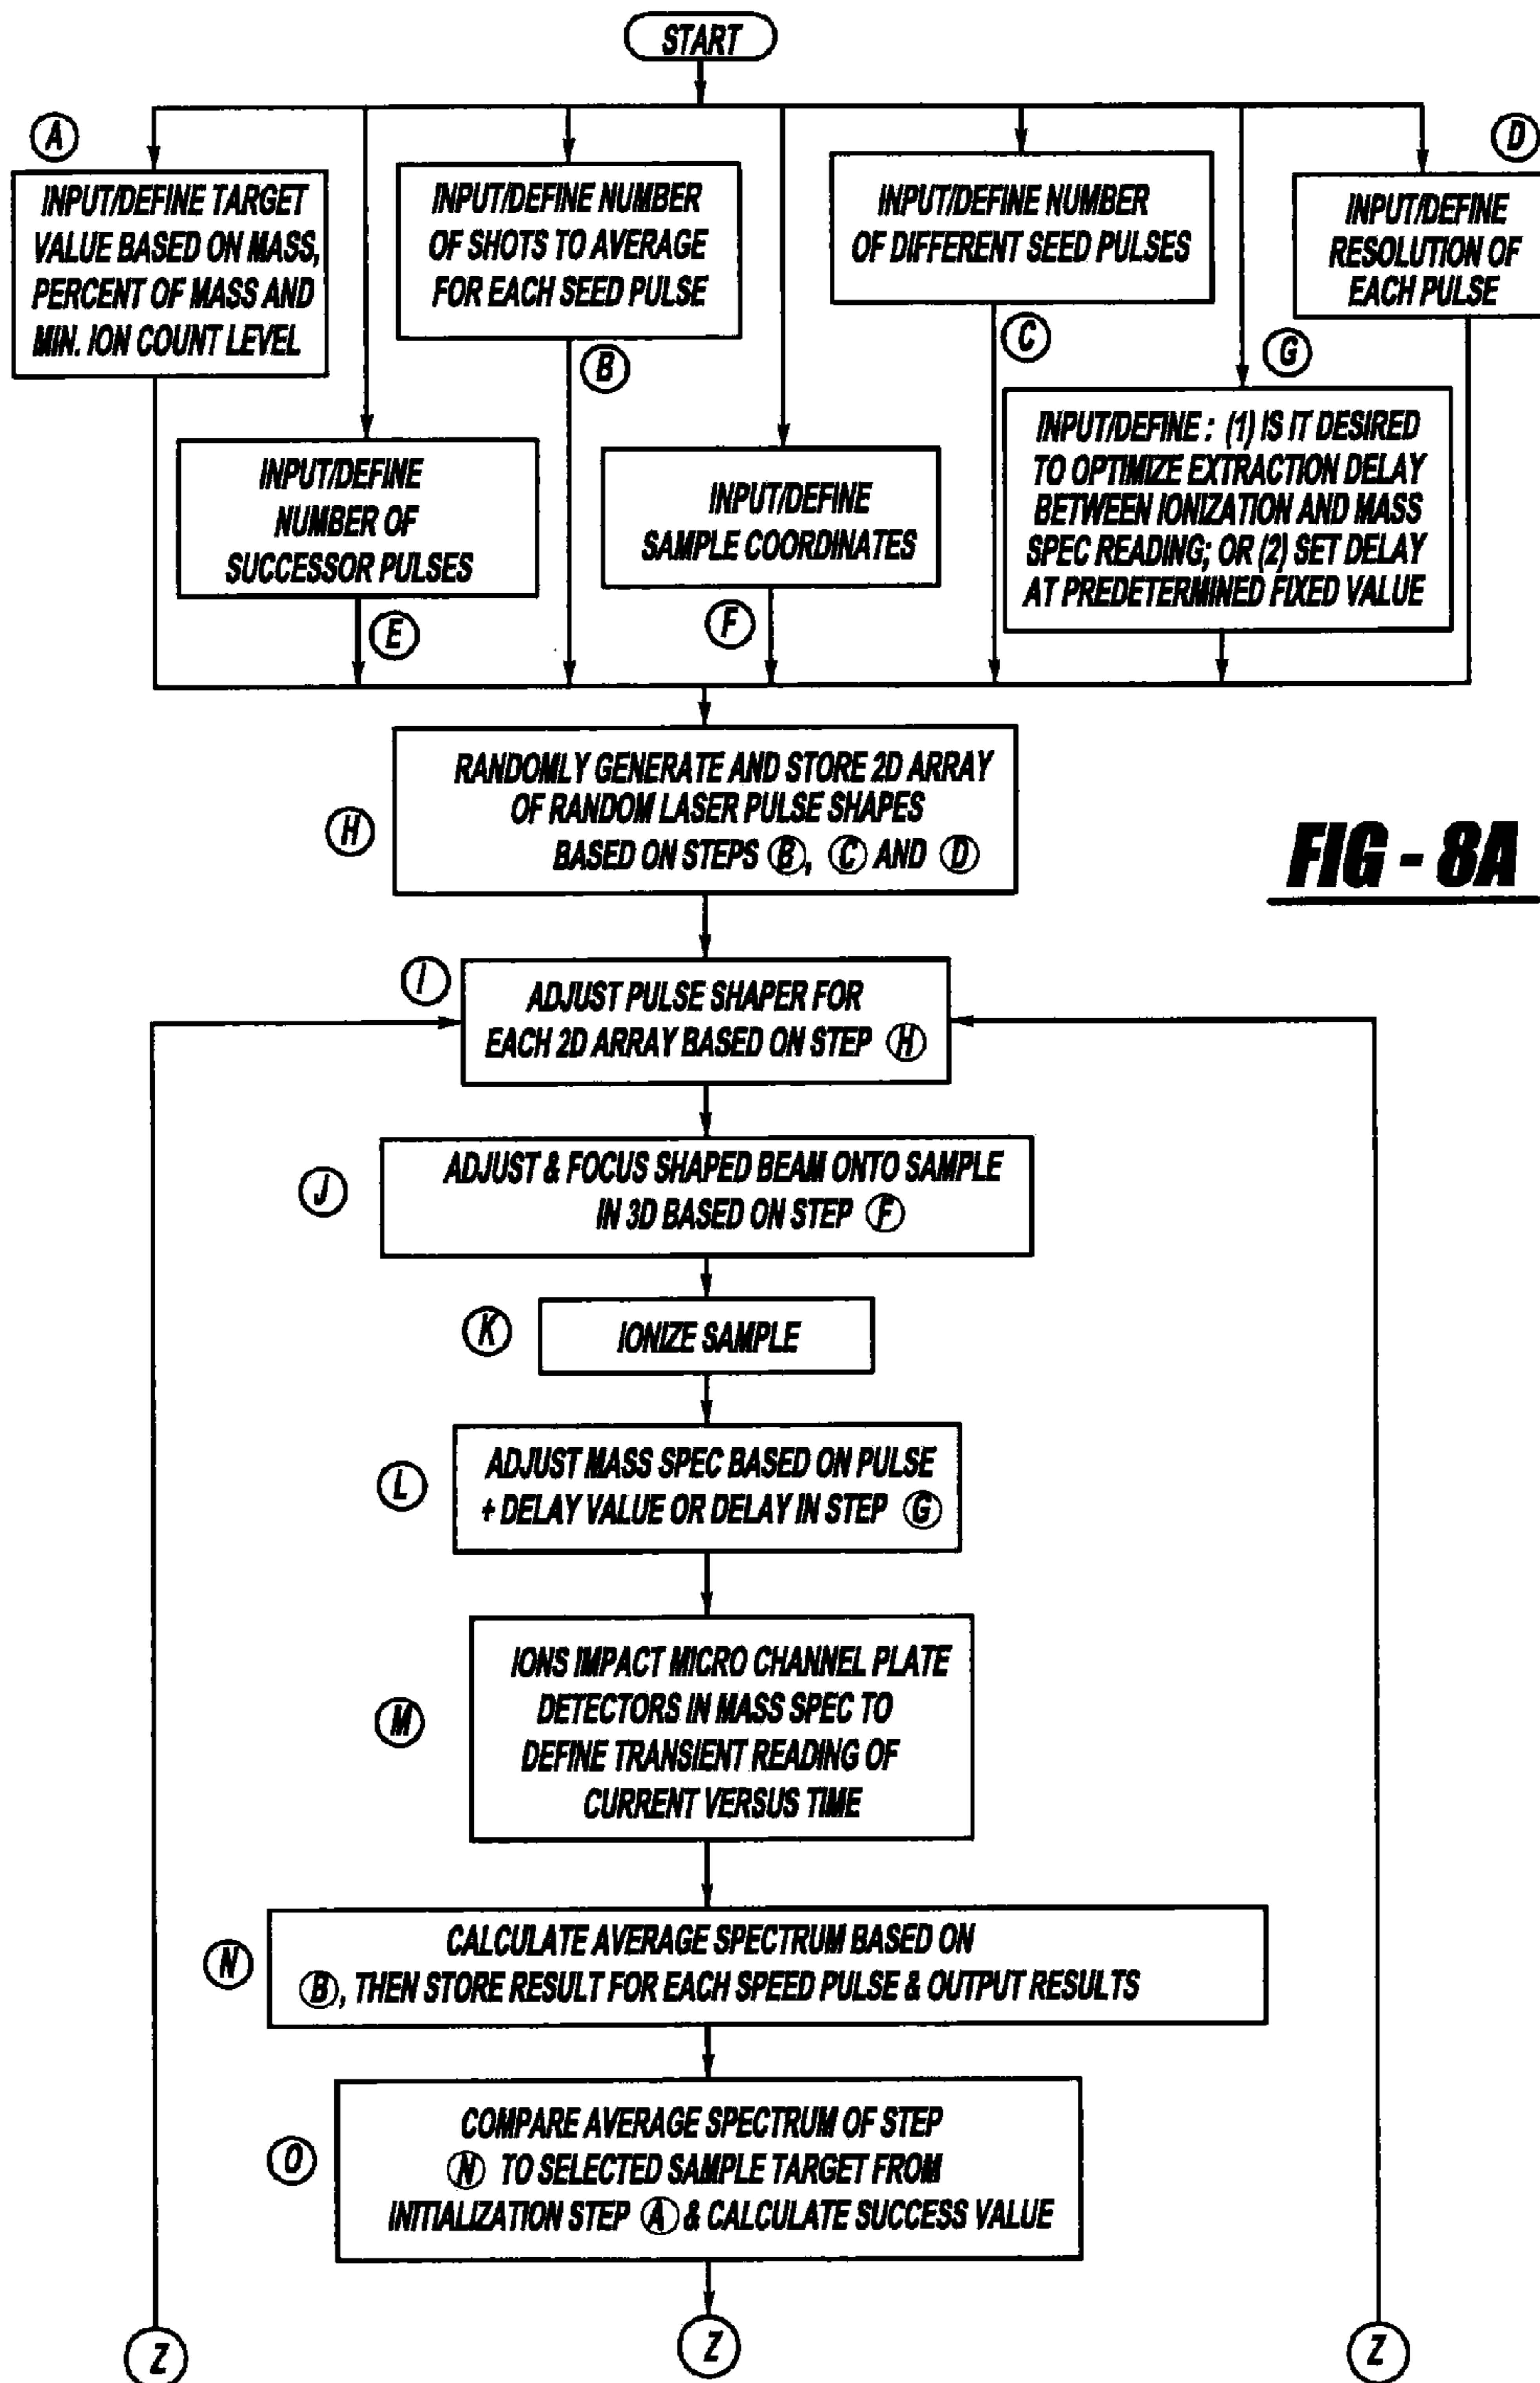 START
A
INPUT/DEFINE TARGET
VALUE BASED ON MASS,
PERCENT OF MASS AND
MIN. ION COUNT LEVEL
INPUT/DEFINE NUMBER
OF SHOTS TO AVERAGE
FOR EACH SEED PULSE
B
INPUT/DEFINE NUMBER
OF DIFFERENT SEED PULSES
C
D
INPUT/DEFINE
RESOLUTION OF
EACH PULSE
INPUT/DEFINE
NUMBER OF
SUCCESSOR PULSES
E
INPUT/DEFINE
SAMPLE COORDINATES
F
G
INPUT/DEFINE : (1) IS IT DESIRED
TO OPTIMIZE EXTRACTION DELAY
BETWEEN IONIZATION AND MASS
SPEC READING; OR (2) SET DELAY
AT PREDETERMINED FIXED VALUE
H
RANDOMLY GENERATE AND STORE 2D ARRAY
OF RANDOM LASER PULSE SHAPES
BASED ON STEPS B, C AND D
FIG - 8A
I
ADJUST PULSE SHAPER FOR
EACH 2D ARRAY BASED ON STEP H
J
ADJUST & FOCUS SHAPED BEAM ONTO SAMPLE
IN 3D BASED ON STEP F
K
IONIZE SAMPLE
L
ADJUST MASS SPEC BASED ON PULSE
+ DELAY VALUE OR DELAY IN STEP G
M
IONS IMPACT MICRO CHANNEL PLATE
DETECTORS IN MASS SPEC TO
DEFINE TRANSIENT READING OF
CURRENT VERSUS TIME
N
CALCULATE AVERAGE SPECTRUM BASED ON
B, THEN STORE RESULT FOR EACH SPEED PULSE & OUTPUT RESULTS
O
COMPARE AVERAGE SPECTRUM OF STEP
N TO SELECTED SAMPLE TARGET FROM
INITIALIZATION STEP A & CALCULATE SUCCESS VALUE
Z
Z
Z